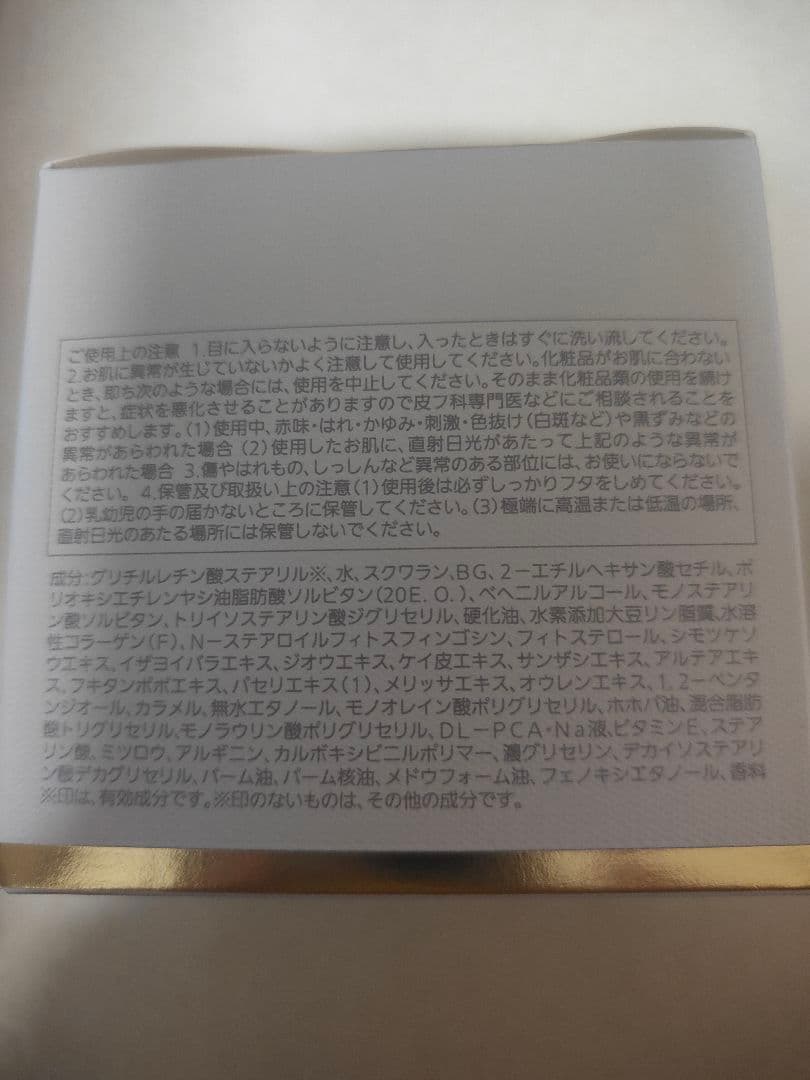 ご使用上の注意 1.目に入らないように注意し、入ったときはすぐに洗い流してください。
2.お肌に異常が生じていないかよく注意して使用してください。化粧品がお肌に合わない
とき、即ち次のような場合には、使用を中止してください。そのまま化粧品類の使用を続け
ますと、症状を悪化させることがありますので皮フ科専門医などにご相談されることを
おすすめします。(1)使用中、赤味・はれ・かゆみ・刺激・色抜け(白斑など)や黒ずみなどの
異常があらわれた場合 (2)使用したお肌に、直射日光があたって上記のような異常が
あらわれた場合 3.傷やはれもの、しっしんなど異常のある部位には、お使いにならないで
ください。 4.保管及び取扱い上の注意(1)使用後は必ずしっかりフタをしめてください。
(2)乳幼児の手の届かないところに保管してください。(3)極端に高温または低温の場所、
直射日光のあたる場所には保管しないでください。
成分:グリチルレチン酸ステアリル※、水、スクワラン、BG、2-エチルヘキサン酸セチル、ポ
リオキシエチレンヤシ油脂肪酸ソルビタン(20E.O.)、ベヘニルアルコール、モノステアリ
ン酸ソルビタン、トリイソステアリン酸ジグリセリル、硬化油、水素添加大豆リン脂質、水溶
性コラーゲン(F)、N-ステアロイルフィトスフィンゴシン、フィトステロール、シモツケソ
ウエキス、イザヨイバラエキス、ジオウエキス、ケイ皮エキス、サンザシエキス、アルテアエキ
ス、フキタンポポエキス、パセリエキス(1)、メリッサエキス、オウレンエキス、1,2-ペンタ
ンジオール、カラメル、無水エタノール、モノオレイン酸ポリグリセリル、ホホバ油、混合脂肪
酸トリグリセリル、モノラウリン酸ポリグリセリル、DL-PCA・Na液、ビタミンE、ステア
リン酸、ミツロウ、アルギニン、カルボキシビニルポリマー、濃グリセリン、デカイソステアリ
ン酸デカグリセリル、パーム油、パーム核油、メドウフォーム油、フェノキシエタノール、香料
※印は、有効成分です。※印のないものは、その他の成分です。